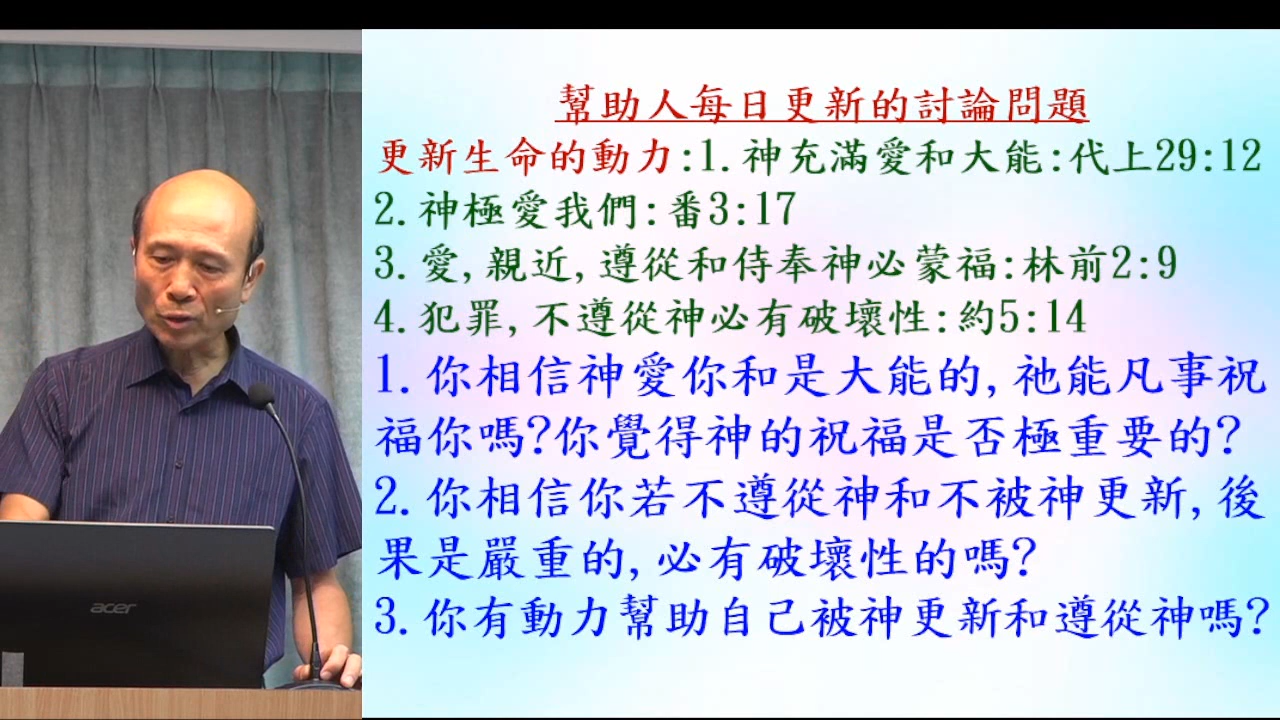 幫助人每日更新的討論問題
更新生命的動力:1.神充滿愛和大能:代上29:12
2.神極愛我們:番3:17
3.愛,親近,遵從和侍奉神必蒙福:林前2:9
4.犯罪,不遵從神必有破壞性:約5:14
1.你相信神愛你和是大能的,祂能凡事祝
福你嗎?你覺得神的祝福是否極重要的?
2.你相信你若不遵從神和不被神更新,後
果是嚴重的,必有破壞性的嗎?
3.你有動力幫助自己被神更新和遵從神嗎?
acer